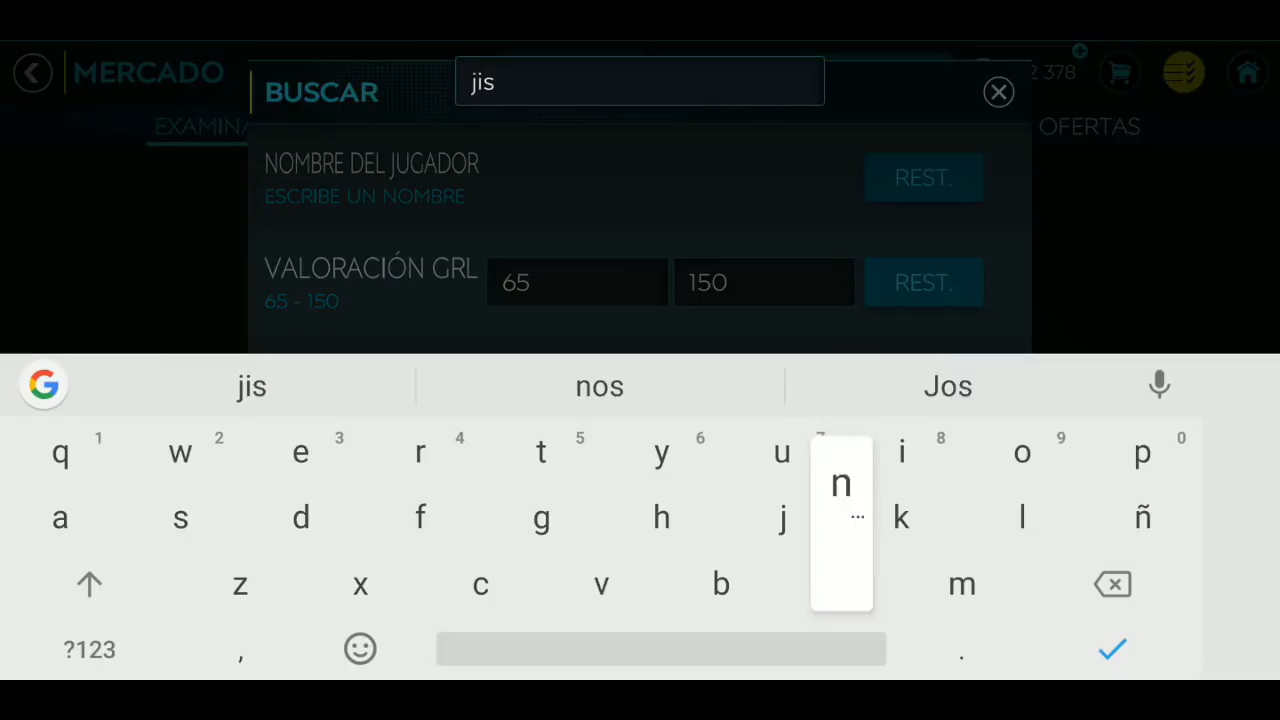 MERCADO
BUSCAR
jis
2 378
EXAMINA
OFERTAS
NOMBRE DEL JUGADOR
ESCRIBE UN NOMBRE
REST.
VALORACIÓN GRL
65 - 150
65
150
REST.
jis nos Jos
q 1 w 2 e 3 r 4 t 5 y 6 u 7 i 8 o 9 p 0
a s d f g h j k l ñ
z x c v b n ... m
?123 , .